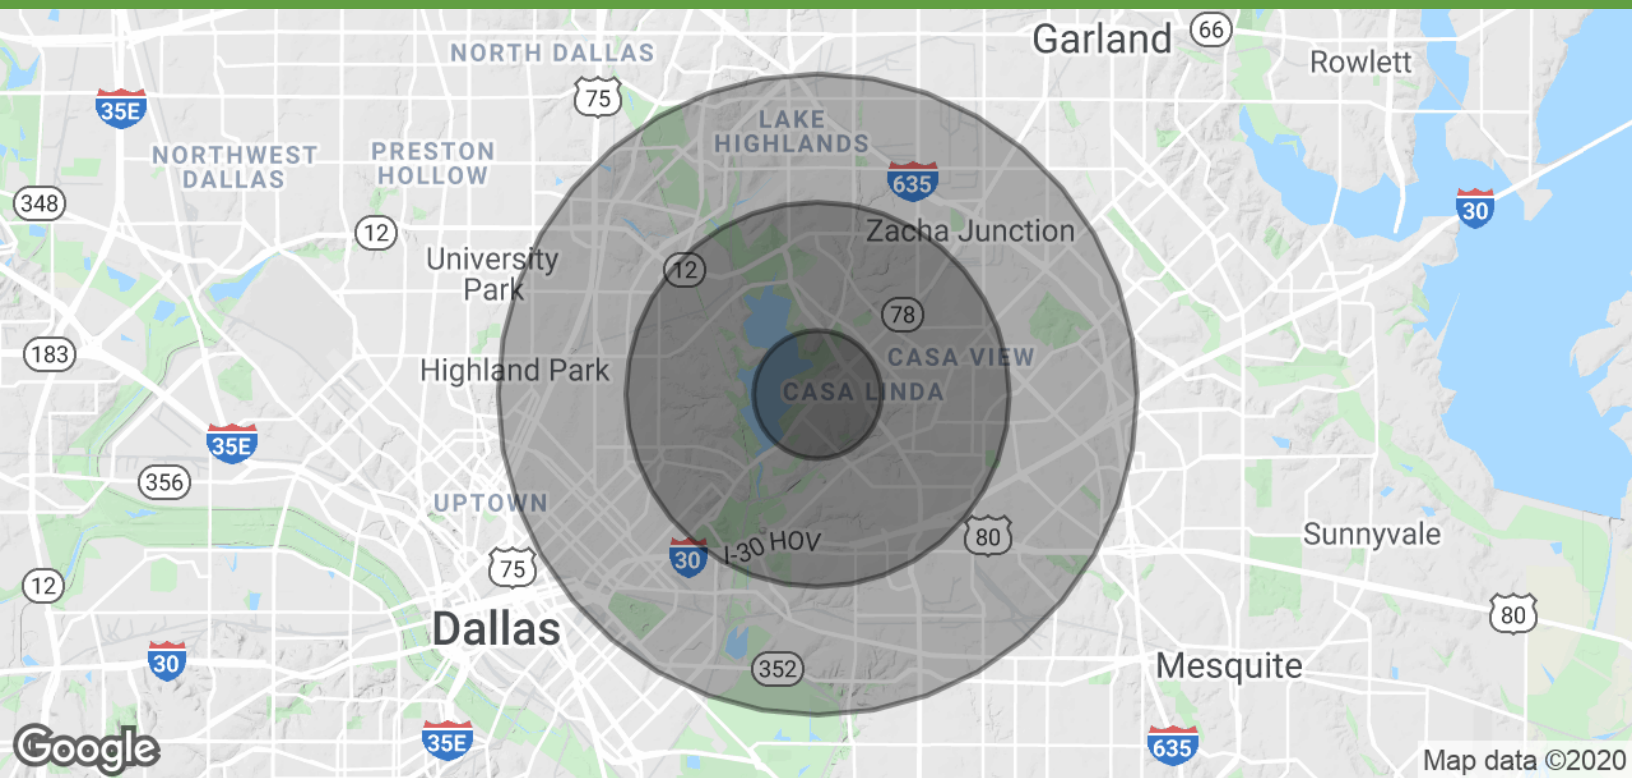 Garland
66
NORTH DALLAS
Rowlett
75
35E
LAKE
HIGHLANDS
NORTHWEST
DALLAS
PRESTON
HOLLOW
635
348
30
12
Zacha Junction
University
Park
12
78
183
CASA VIEW
Highland Park
CASA LINDA
35E
356
UPTOWN
80
Sunnyvale
I-30 HOV
30
75
12
80
Dallas
30
352
Mesquite
35E
635
Google
Map data ©2020